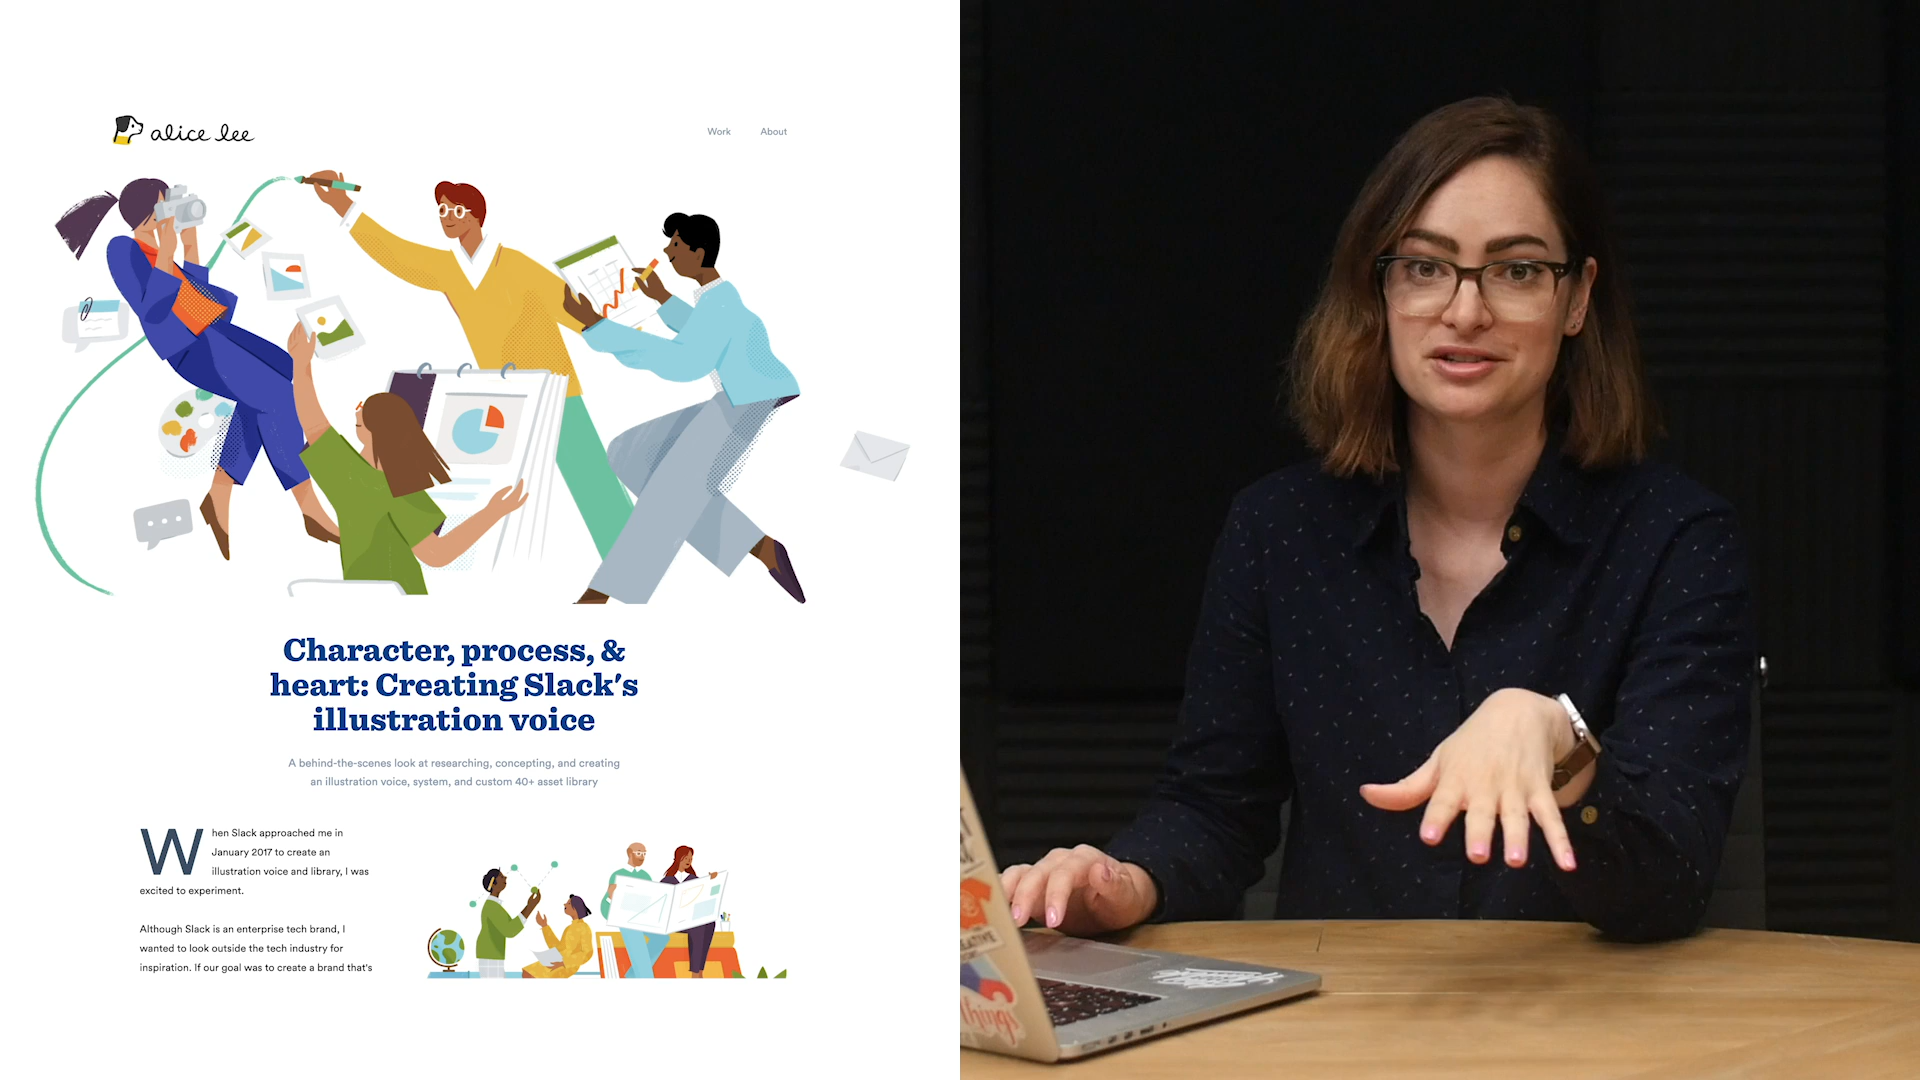 alice lee
Work
About
Character, process, &
heart: Creating Slack's
illustration voice
A behind-the-scenes look at researching, concepting, and creating
an illustration voice, system, and custom 40+ asset library
When Slack approached me in
January 2017 to create an
illustration voice and library, I was
excited to experiment.
Although Slack is an enterprise tech brand, I
wanted to look outside the tech industry for
inspiration. If our goal was to create a brand that's